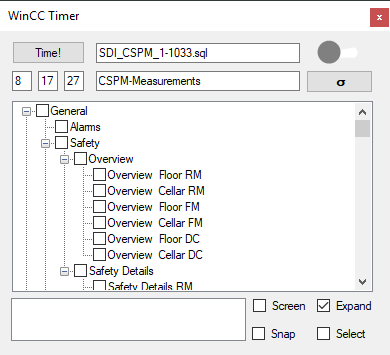 WinCC Timer
x
Time!
SDI_CSPM_1-1033.sql
8
17
27
CSPM-Measurements
σ
General
Alarms
Safety
Overview
Overview Floor RM
Overview Cellar RM
Overview Floor FM
Overview Cellar FM
Overview Floor DC
Overview Cellar DC
Safety Details
Safety Details RM
Screen
Expand
Snap
Select